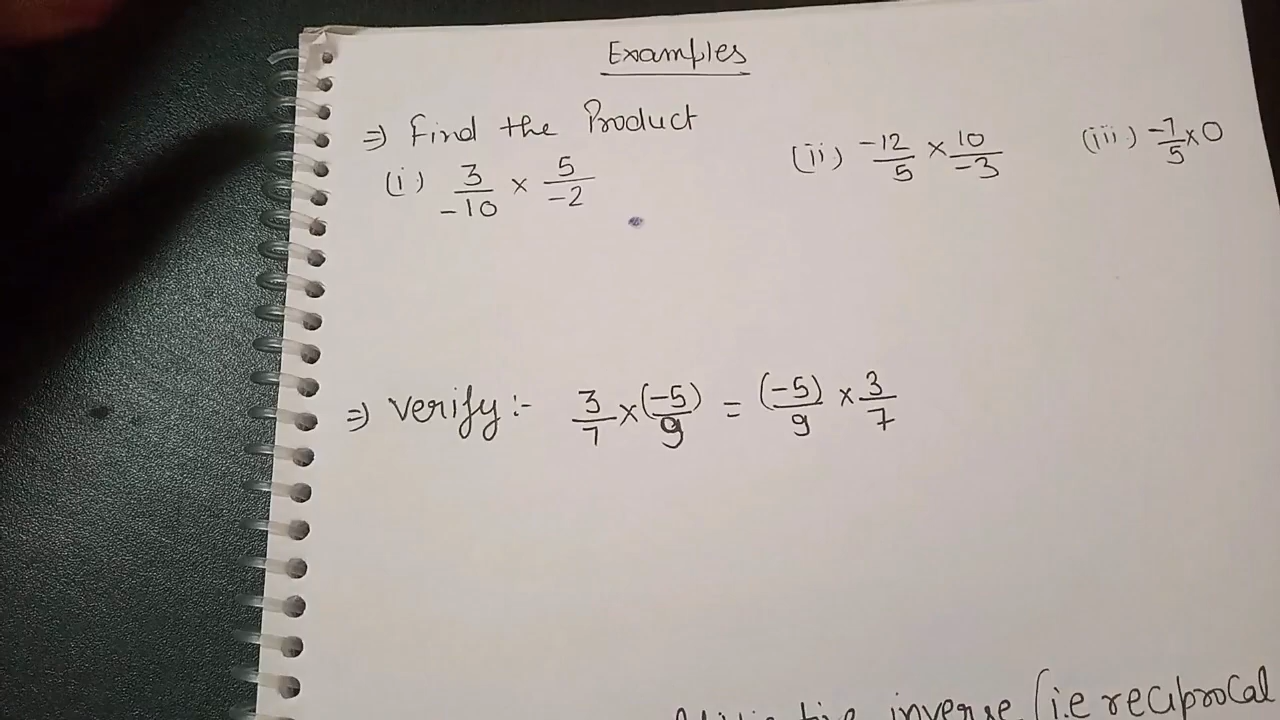 Examples
⇒ Find the Product
(i) 3/-10 × 5/-2 (ii) -12/5 × 10/-3 (iii) -7/5 × 0
⇒ Verify:- 3/7 × (-5)/9 = (-5)/9 × 3/7
inverse (i.e reciprocal